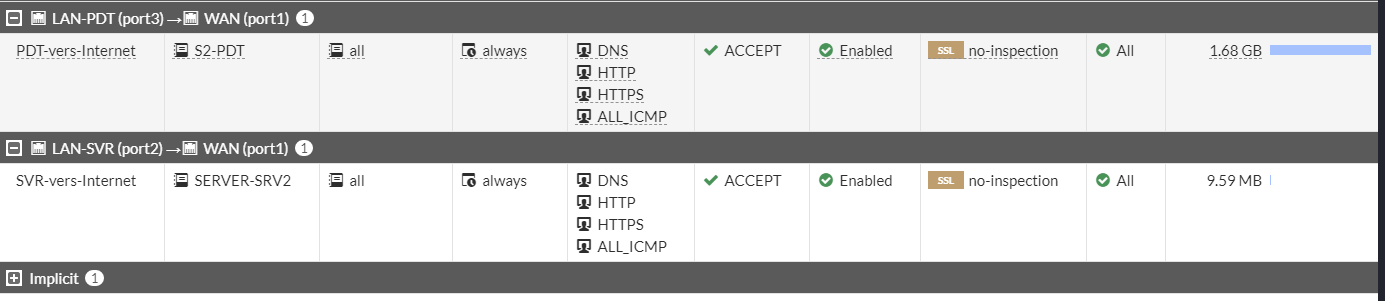 LAN-PDT (port3) → WAN (port1) 1
PDT-vers-Internet S2-PDT all always DNS ACCEPT Enabled SSL no-inspection All 1.68 GB
HTTP
HTTPS
ALL_ICMP
LAN-SVR (port2) → WAN (port1) 1
SVR-vers-Internet SERVER-SRV2 all always DNS ACCEPT Enabled SSL no-inspection All 9.59 MB
HTTP
HTTPS
ALL_ICMP
Implicit 1